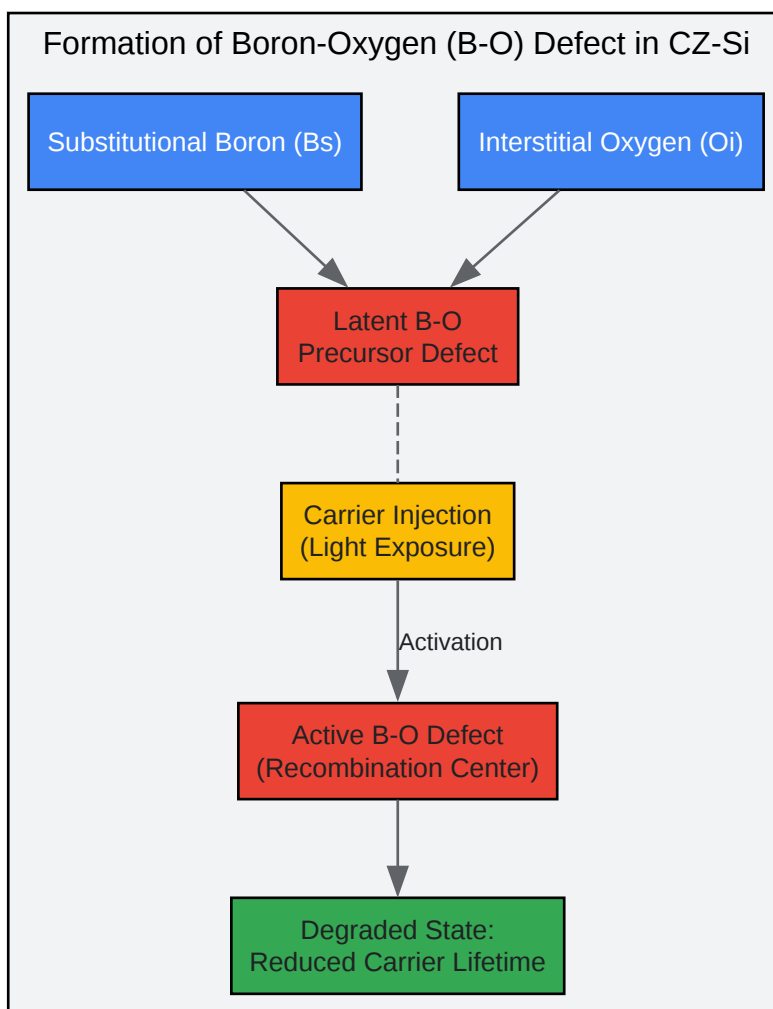 Formation of Boron-Oxygen (B-O) Defect in CZ-Si
Substitutional Boron (Bs)
Interstitial Oxygen (Oi)
Latent B-O
Precursor Defect
Carrier Injection
(Light Exposure)
Activation
Active B-O Defect
(Recombination Center)
Degraded State:
Reduced Carrier Lifetime